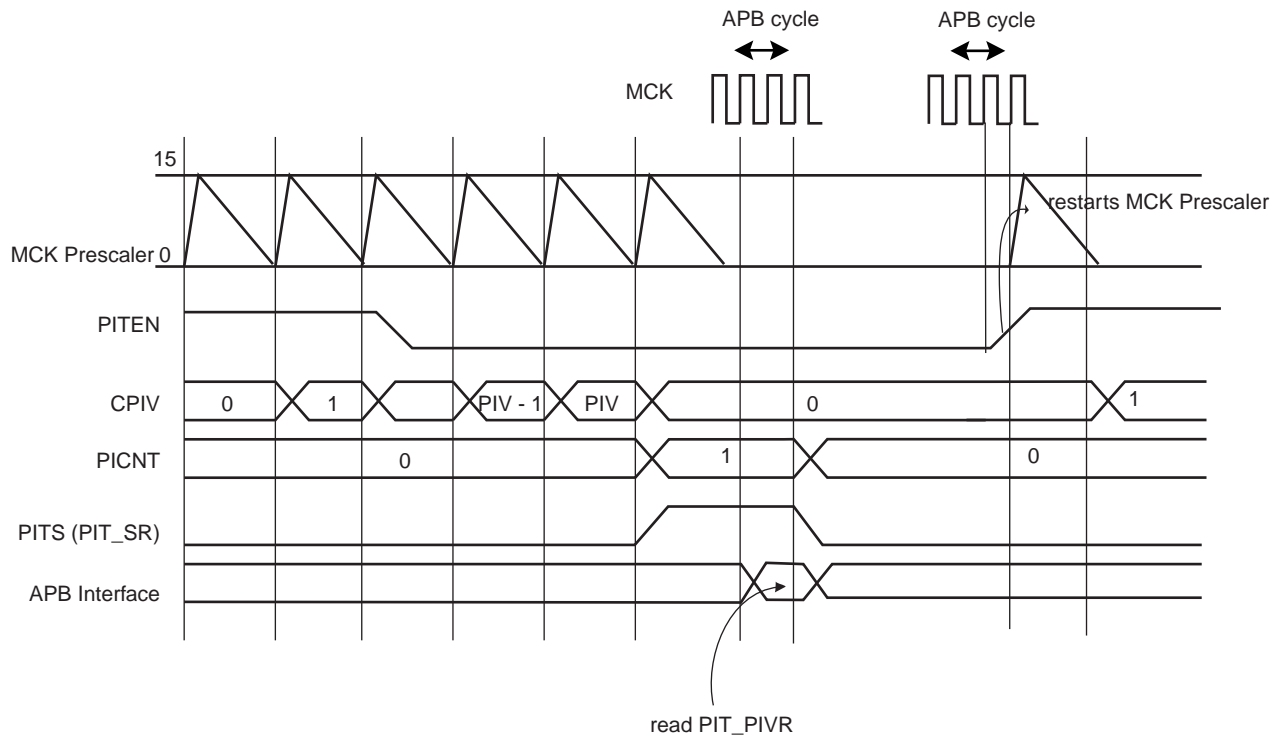 APB cycle
APB cycle
MCK
15
restarts MCK Prescaler
MCK Prescaler 0
PITEN
CPIV
0
1
PIV - 1
PIV
0
1
PICNT
0
1
0
PITS (PIT_SR)
APB Interface
read PIT_PIVR